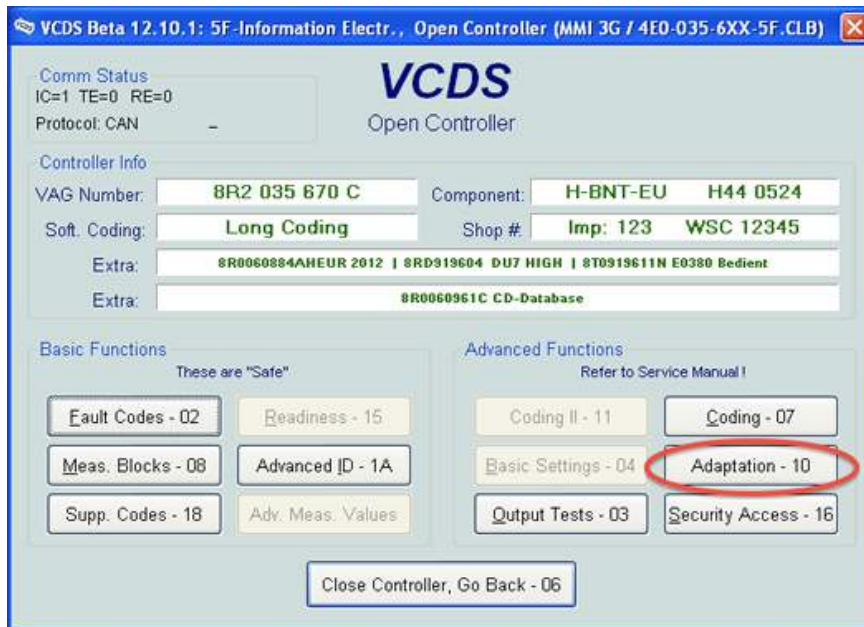 VCDS Beta 12.10.1: 5F-Information Electr., Open Controller (MMI 3G / 4E0-035-6XX-5F.CLB)
Comm Status
IC=1 TE=0 RE=0
Protocol: CAN
VCDS
Open Controller
Controller Info
VAG Number: 8R2 035 670 C Component: H-BNT-EU H44 0524
Soft. Coding: Long Coding Shop #: Imp: 123 WSC 12345
Extra: 8R0060884AHEUR 2012 | 8RD919604 DU7 HIGH | 8T0919611N E0380 Bedient
Extra: 8R0060961C CD-Database
Basic Functions
These are "Safe"
Fault Codes - 02
Readiness - 15
Meas. Blocks - 08
Advanced ID - 1A
Supp. Codes - 18
Adv. Meas. Values
Advanced Functions
Refer to Service Manual !
Coding II - 11
Coding - 07
Basic Settings - 04
Adaptation - 10
Output Tests - 03
Security Access - 16
Close Controller, Go Back - 06